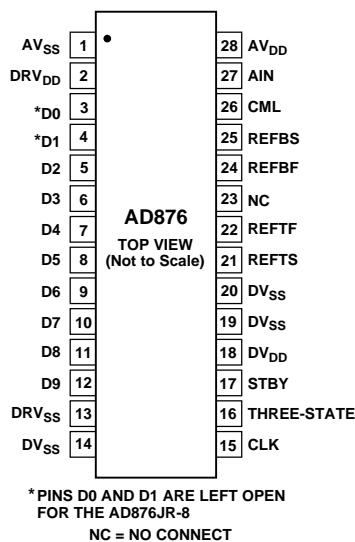 AVSS 1 28 AVDD
DRVDD 2 27 AIN
*D0 3 26 CML
*D1 4 25 REFBS
D2 5 24 REFBF
D3 6 23 NC
AD876
D4 7 22 REFTF
TOP VIEW
(Not to Scale)
D5 8 21 REFTS
D6 9 20 DVSS
D7 10 19 DVSS
D8 11 18 DVDD
D9 12 17 STBY
DRVSS 13 16 THREE-STATE
DVSS 14 15 CLK
*PINS D0 AND D1 ARE LEFT OPEN
FOR THE AD876JR-8
NC = NO CONNECT